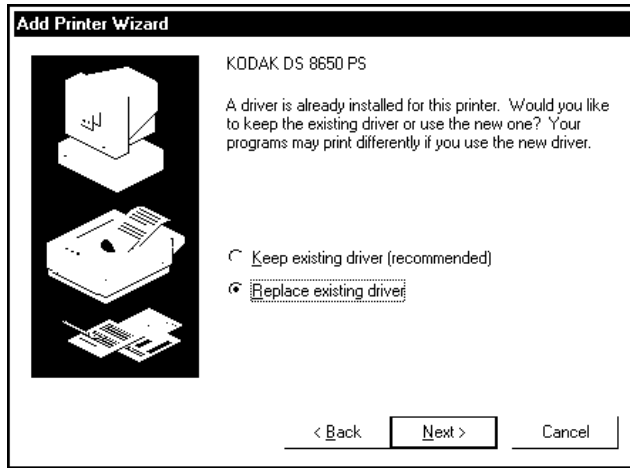 Add Printer Wizard
KODAK DS 8650 PS
A driver is already installed for this printer. Would you like
to keep the existing driver or use the new one? Your
programs may print differently if you use the new driver.
Keep existing driver (recommended)
Replace existing driver
< Back Next > Cancel